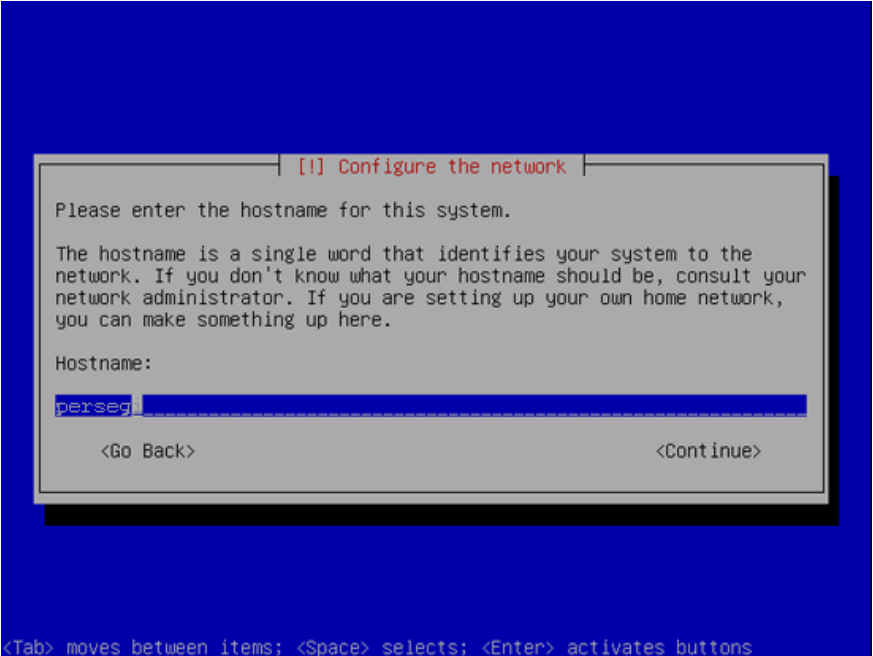 [!] Configure the network
Please enter the hostname for this system.
The hostname is a single word that identifies your system to the
network. If you don't know what your hostname should be, consult your
network administrator. If you are setting up your own home network,
you can make something up here.
Hostname:
persegi
<Go Back> <Continue>
<Tab> moves between items; <Space> selects; <Enter> activates buttons